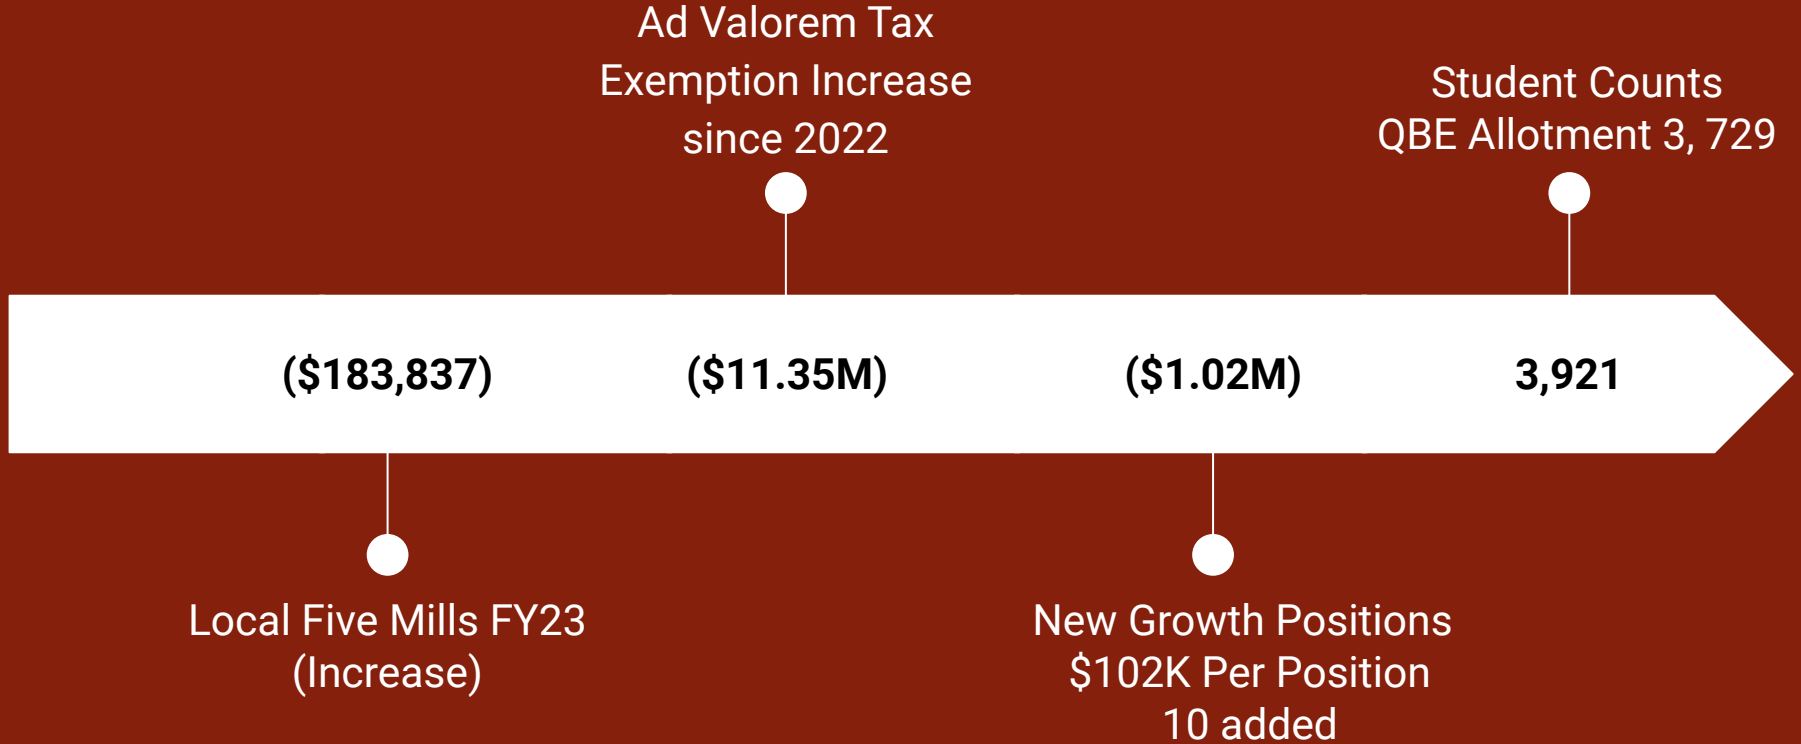 Ad Valorem Tax
Exemption Increase
since 2022
Student Counts
QBE Allotment 3, 729
($183,837)
($11.35M)
($1.02M)
3,921
Local Five Mills FY23
(Increase)
New Growth Positions
$102K Per Position
10 added